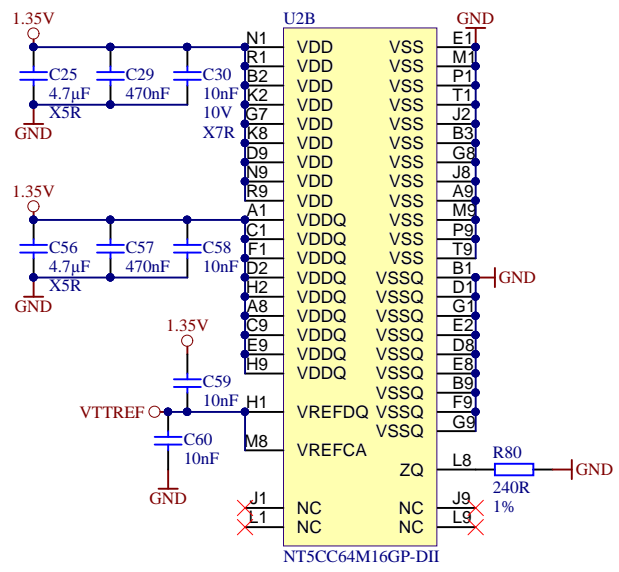 1.35V
U2B
GND
N1 VDD VSS E1
R1 VDD VSS M1
C25 C29 C30 B2 VDD VSS P1
4.7µF 470nF 10nF K2 VDD VSS T1
X5R 10V G7 VDD VSS J2
GND X7R K8 VDD VSS B3
D9 VDD VSS G8
N9 VDD VSS J8
R9 VDD VSS A9
1.35V A1 VDDQ VSS M9
C1 VDDQ VSS P9
C56 C57 C58 F1 VDDQ VSS T9
4.7µF 470nF 10nF D2 VDDQ VSSQ B1 GND
X5R H2 VDDQ VSSQ D1
GND A8 VDDQ VSSQ G1
1.35V C9 VDDQ VSSQ E2
E9 VDDQ VSSQ D8
H9 VDDQ VSSQ E8
C59 VSSQ B9
10nF
VTTREF H1 VREFDQ VSSQ F9
VSSQ G9
C60 M8 VREFCA
10nF
ZQ L8 R80 GND
GND 240R
1%
J1 NC NC J9
L1 NC NC L9
NT5CC64M16GP-DII